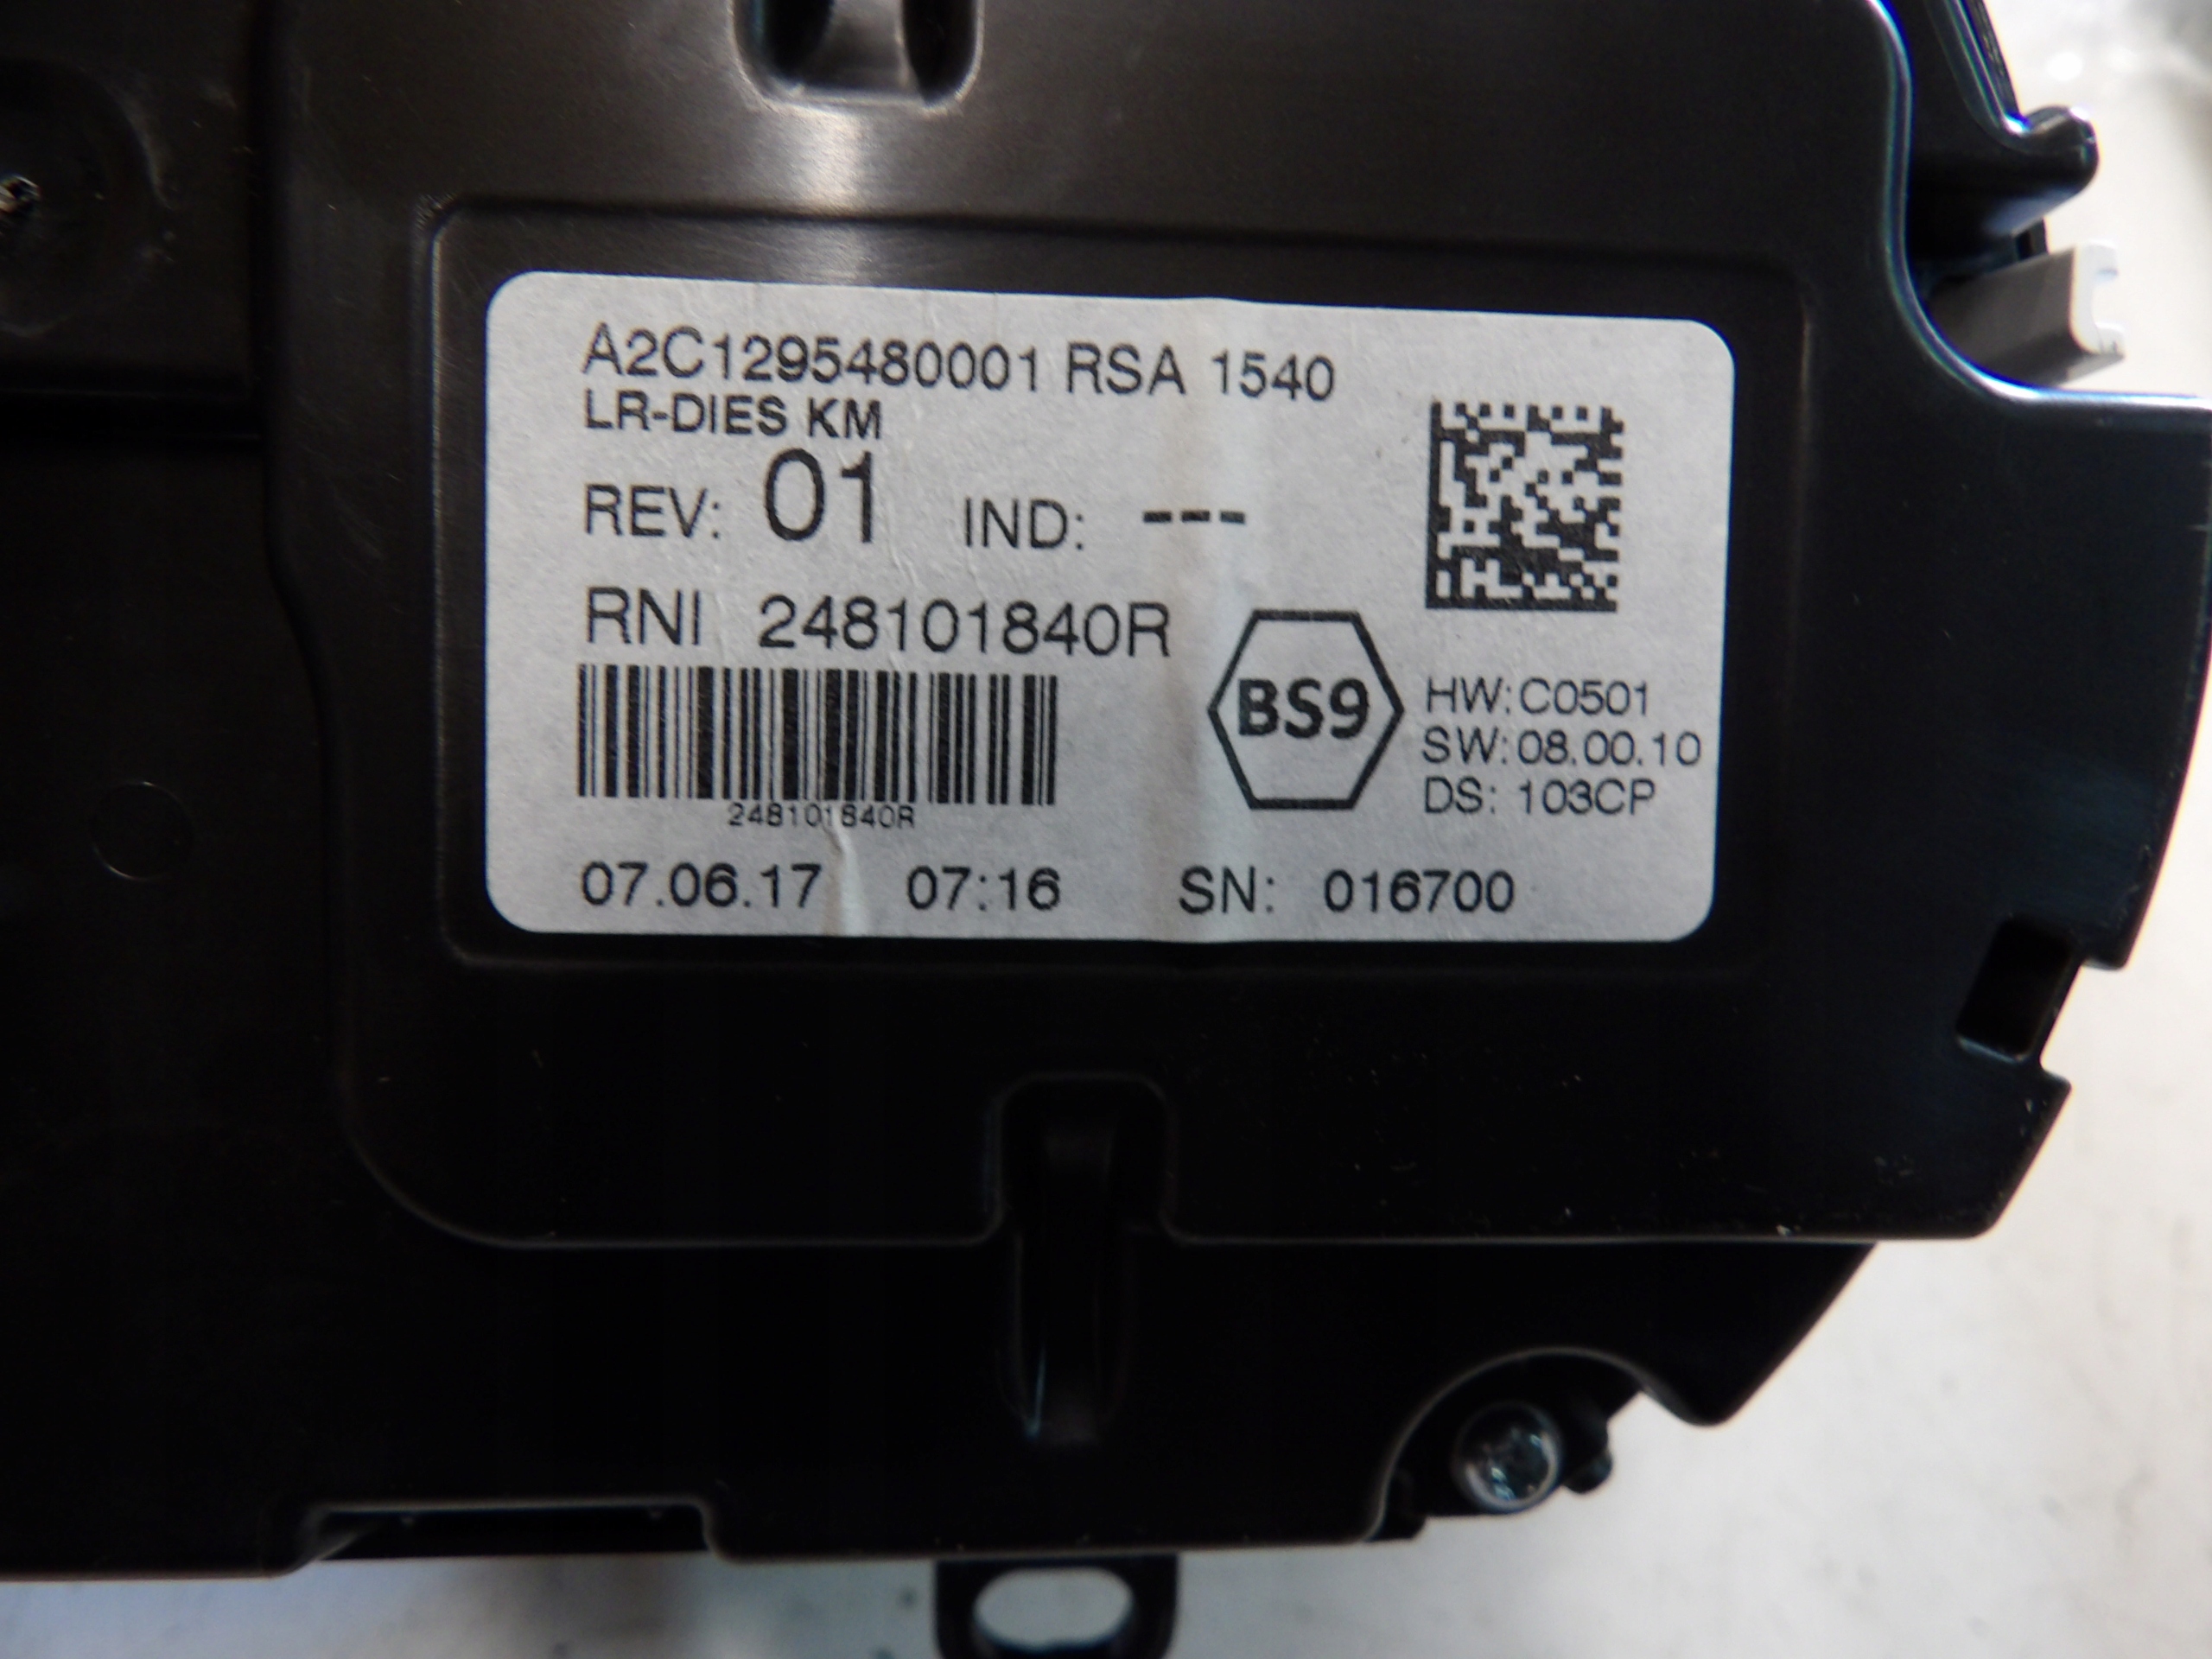 A2C1295480001 RSA 1540
LR-DIES KM
REV: 01 IND: ---
RNI 248101840R
BS9
HW:C0501
SW:08.00.10
DS: 103CP
248101840R
07.06.17 07:16 SN: 016700